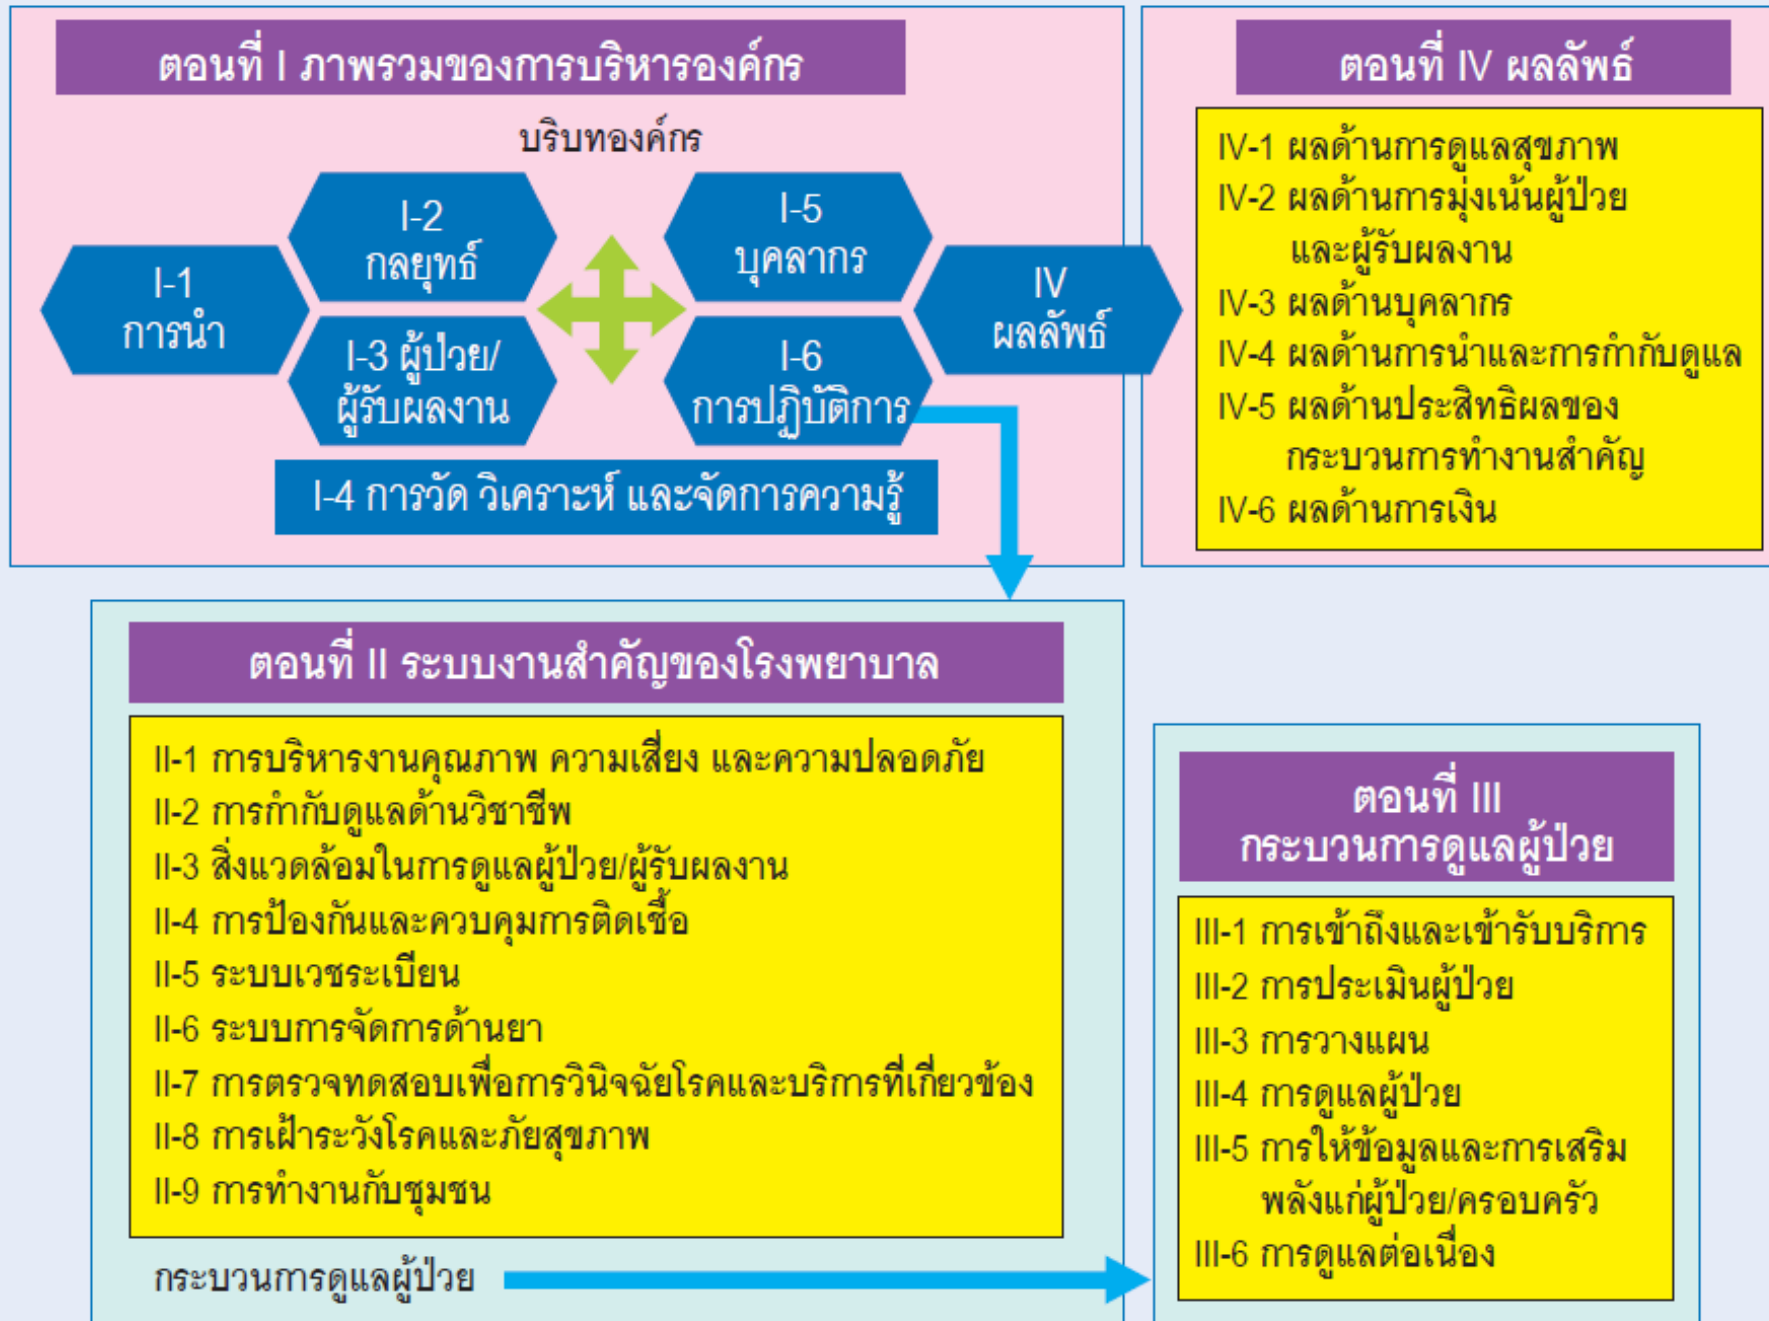 ตอนที่ I ภาพรวมของการบริหารองค์กร
บริบทองค์กร
I-1
การนำ
I-2
กลยุทธ์
I-3 ผู้ป่วย/
ผู้รับผลงาน
I-5
บุคลากร
I-6
การปฏิบัติการ
IV
ผลลัพธ์
I-4 การวัด วิเคราะห์ และจัดการความรู้
ตอนที่ IV ผลลัพธ์
IV-1 ผลด้านการดูแลสุขภาพ
IV-2 ผลด้านการมุ่งเน้นผู้ป่วย
และผู้รับผลงาน
IV-3 ผลด้านบุคลากร
IV-4 ผลด้านการนำและการกำกับดูแล
IV-5 ผลด้านประสิทธิผลของ
กระบวนการทำงานสำคัญ
IV-6 ผลด้านการเงิน
ตอนที่ II ระบบงานสำคัญของโรงพยาบาล
II-1 การบริหารงานคุณภาพ ความเสี่ยง และความปลอดภัย
II-2 การกำกับดูแลด้านวิชาชีพ
II-3 สิ่งแวดล้อมในการดูแลผู้ป่วย/ผู้รับผลงาน
II-4 การป้องกันและควบคุมการติดเชื้อ
II-5 ระบบเวชระเบียน
II-6 ระบบการจัดการด้านยา
II-7 การตรวจทดสอบเพื่อการวินิจฉัยโรคและบริการที่เกี่ยวข้อง
II-8 การเฝ้าระวังโรคและภัยสุขภาพ
II-9 การทำงานกับชุมชน
กระบวนการดูแลผู้ป่วย
ตอนที่ III
กระบวนการดูแลผู้ป่วย
III-1 การเข้าถึงและเข้ารับบริการ
III-2 การประเมินผู้ป่วย
III-3 การวางแผน
III-4 การดูแลผู้ป่วย
III-5 การให้ข้อมูลและการเสริม
พลังแก่ผู้ป่วย/ครอบครัว
III-6 การดูแลต่อเนื่อง